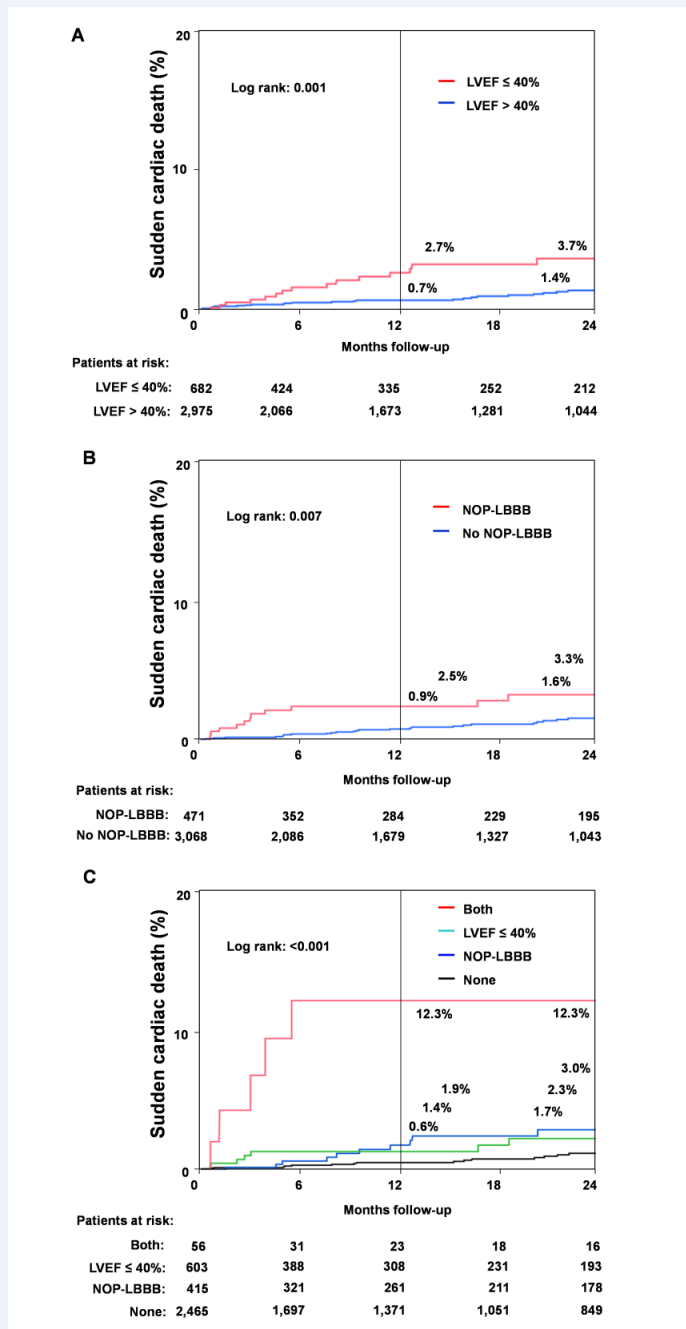 A
20
Sudden cardiac death (%)
Log rank: 0.001
LVEF ≤ 40%
LVEF > 40%
10
2.7%
3.7%
0.7%
1.4%
0
0 6 12 18 24
Months follow-up
Patients at risk:
LVEF ≤ 40%: 682 424 335 252 212
LVEF > 40%: 2,975 2,066 1,673 1,281 1,044
B
20
Sudden cardiac death (%)
Log rank: 0.007
NOP-LBBB
No NOP-LBBB
10
3.3%
2.5%
1.6%
0.9%
0
0 6 12 18 24
Months follow-up
Patients at risk:
NOP-LBBB: 471 352 284 229 195
No NOP-LBBB: 3,068 2,086 1,679 1,327 1,043
C
20
Sudden cardiac death (%)
Both
LVEF ≤ 40%
Log rank: <0.001
NOP-LBBB
None
10
12.3%
12.3%
3.0%
1.9%
2.3%
1.4%
1.7%
0.6%
0
0 6 12 18 24
Months follow-up
Patients at risk:
Both: 56 31 23 18 16
LVEF ≤ 40%: 603 388 308 231 193
NOP-LBBB: 415 321 261 211 178
None: 2,465 1,697 1,371 1,051 849